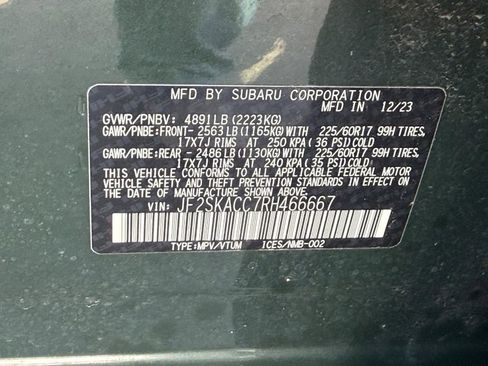 MFD BY SUBARU CORPORATION
MFD IN 12/23
GVWR/PNBV: 4891LB (2223KG)
GAWR/PNBE:FRONT- 2563LB (1165KG)WITH 225/60R17 99H TIRES,
17X7J RIMS AT 250 KPA (36 PSI)COLD
GAWR/PNBE:REAR - 2486LB (1130KG)WITH 225/60R17 99H TIRES,
17X7J RIMS AT 240 KPA (35 PSI)COLD
THIS VEHICLE CONFORMS TO ALL APPLICABLE FEDERAL MOTOR
VEHICLE SAFETY STANDARDS IN EFFECT ON THE
DATE OF MANUFACTURE SHOWN ABOVE.
VIN: JF2SKACC7RH466667
TYPE:MPV/VTUM ICES/NMB-002